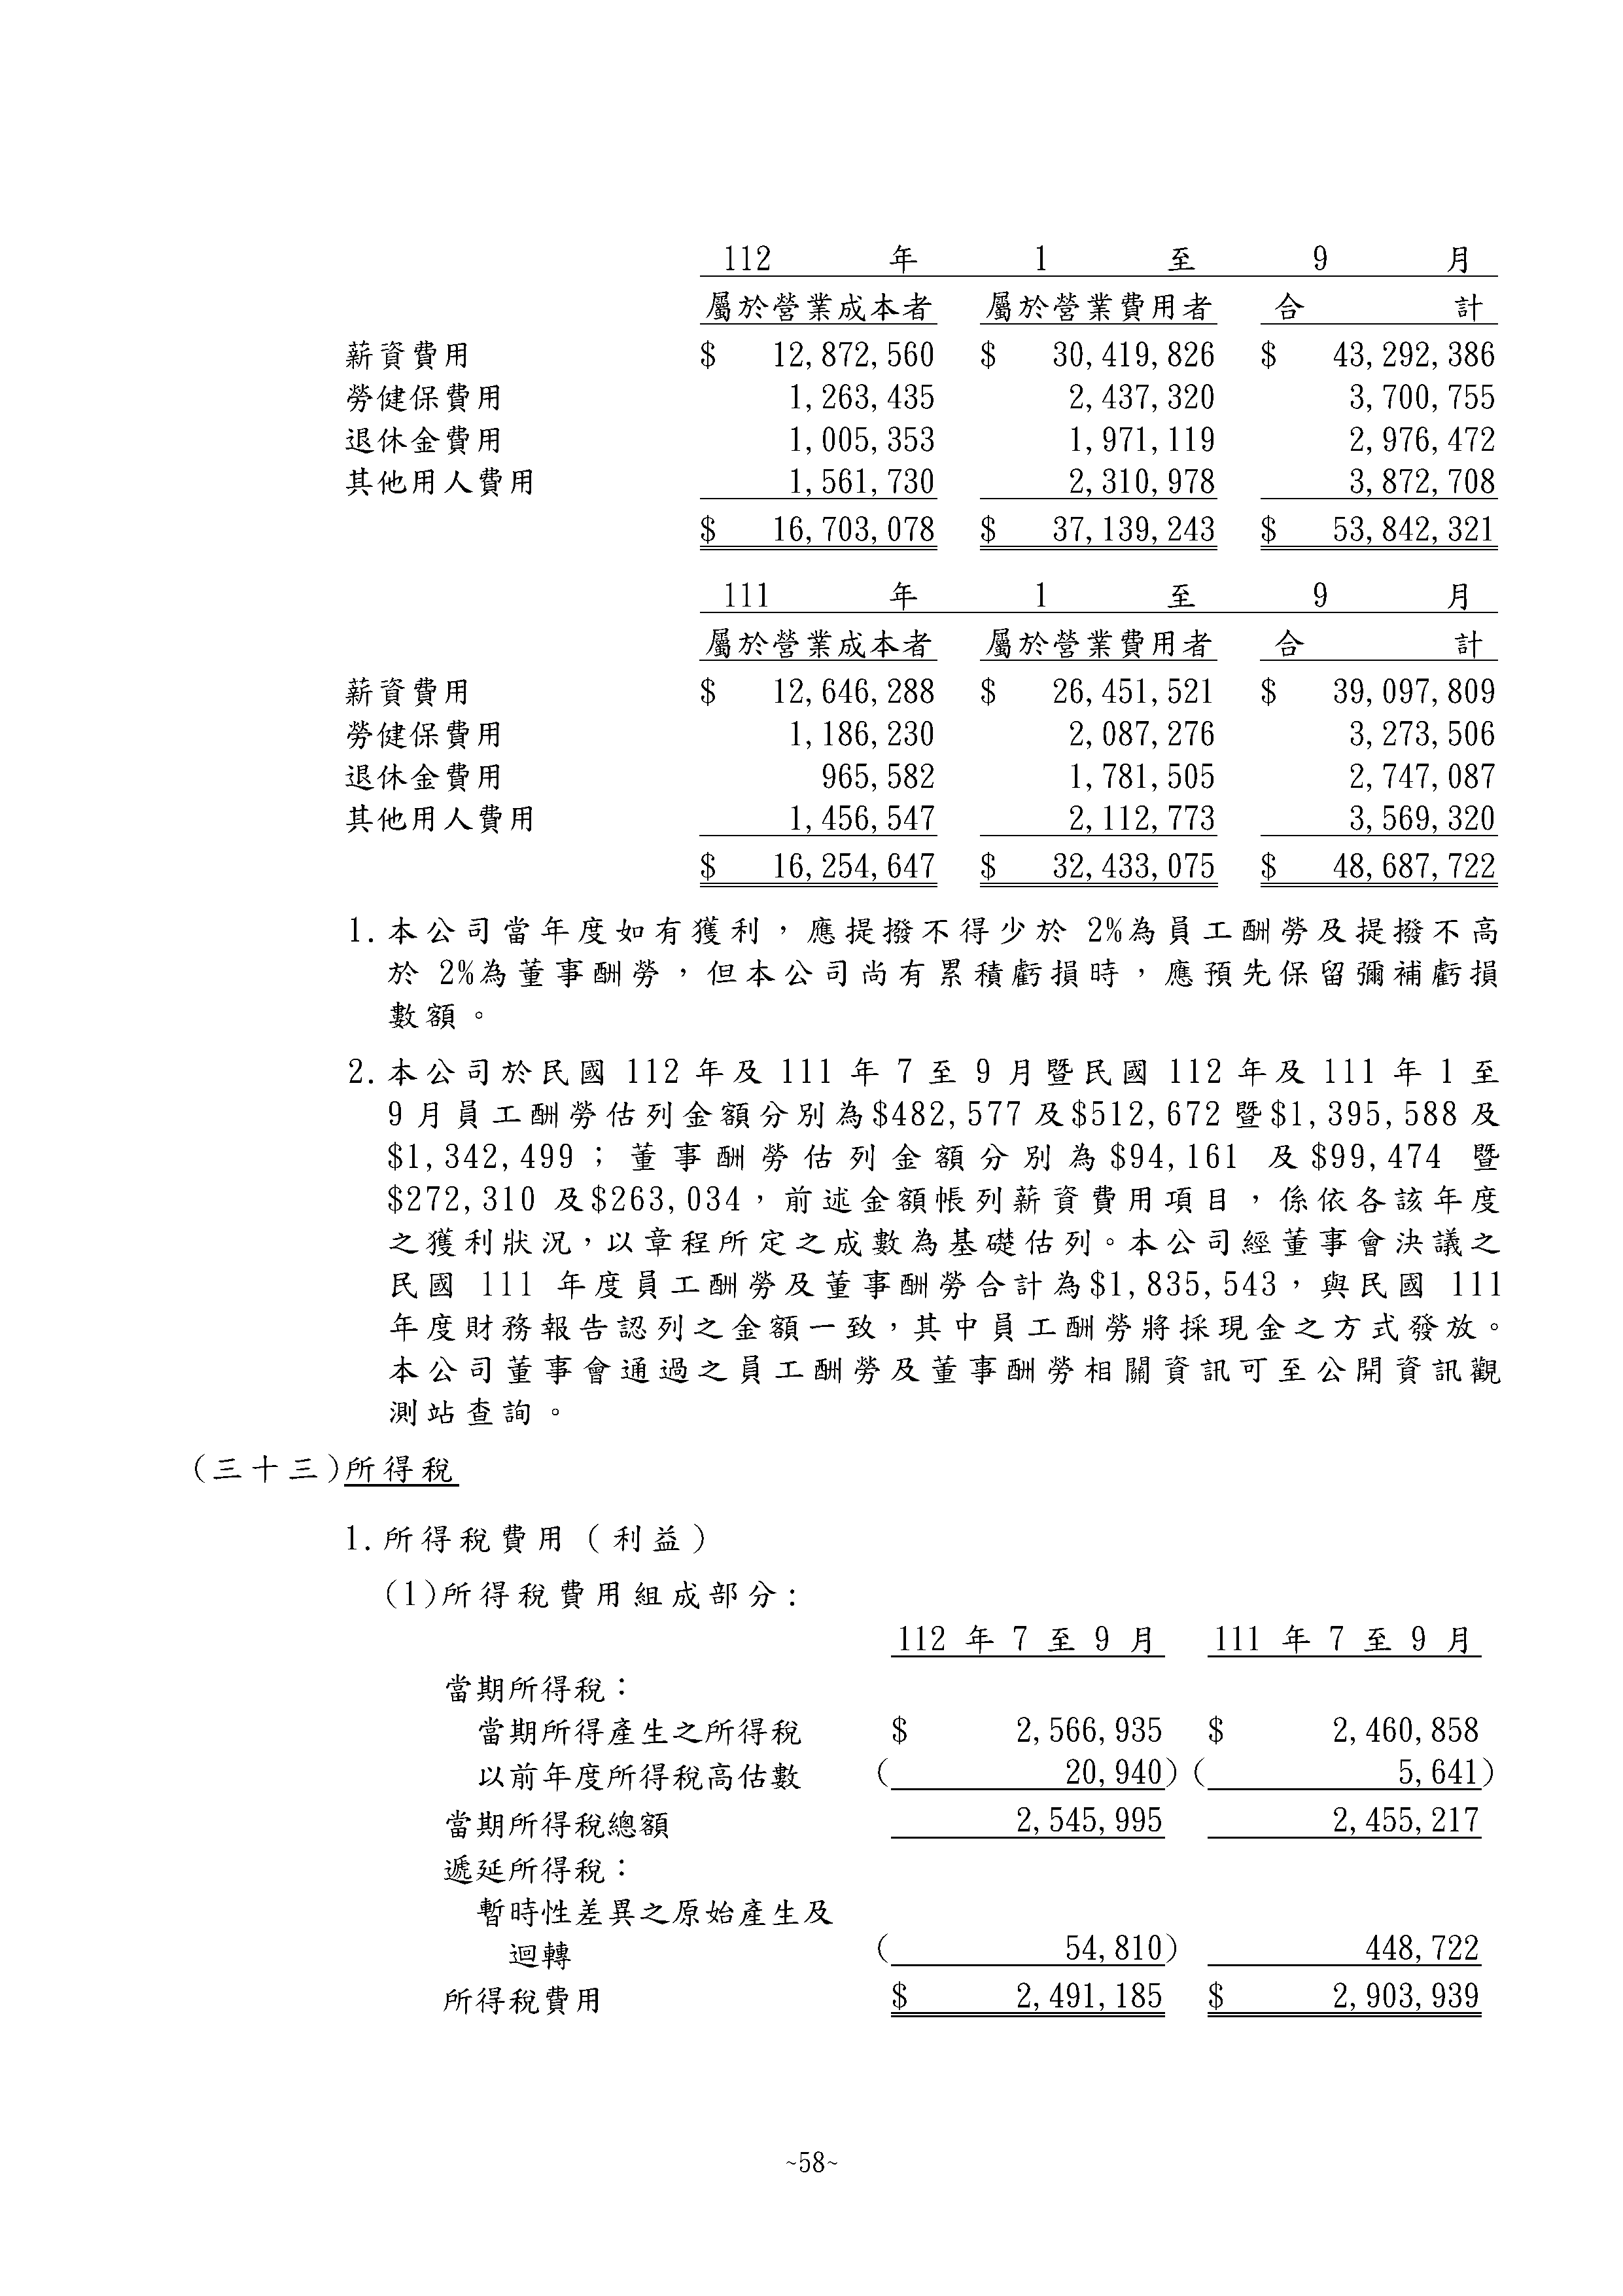 112 年 1 至 9 月
屬於營業成本者 屬於營業費用者 合計
薪資費用 $ 12,872,560 $ 30,419,826 $ 43,292,386
勞健保費用 1,263,435 2,437,320 3,700,755
退休金費用 1,005,353 1,971,119 2,976,472
其他用人費用 1,561,730 2,310,978 3,872,708
$ 16,703,078 $ 37,139,243 $ 53,842,321
111 年 1 至 9 月
屬於營業成本者 屬於營業費用者 合計
薪資費用 $ 12,646,288 $ 26,451,521 $ 39,097,809
勞健保費用 1,186,230 2,087,276 3,273,506
退休金費用 965,582 1,781,505 2,747,087
其他用人費用 1,456,547 2,112,773 3,569,320
$ 16,254,647 $ 32,433,075 $ 48,687,722
1.本公司當年度如有獲利，應提撥不得少於 2%為員工酬勞及提撥不高
於 2%為董事酬勞，但本公司尚有累積虧損時，應預先保留彌補虧損
數額。
2.本公司於民國 112 年及 111 年 7 至 9 月暨民國 112 年及 111 年 1 至
9 月員工酬勞估列金額分別為$482,577 及$512,672 暨$1,395,588 及
$1,342,499；董事酬勞估列金額分別為$94,161 及$99,474 暨
$272,310 及$263,034，前述金額帳列薪資費用項目，係依各該年度
之獲利狀況，以章程所定之成數為基礎估列。本公司經董事會決議之
民國 111 年度員工酬勞及董事酬勞合計為$1,835,543，與民國 111
年度財務報告認列之金額一致，其中員工酬勞將採現金之方式發放。
本公司董事會通過之員工酬勞及董事酬勞相關資訊可至公開資訊觀
測站查詢。
(三十三)所得稅
1.所得稅費用（利益）
(1)所得稅費用組成部分:
112 年 7 至 9 月 111 年 7 至 9 月
當期所得稅：
當期所得產生之所得稅 $ 2,566,935 $ 2,460,858
以前年度所得稅高估數 ( 20,940) ( 5,641)
當期所得稅總額 2,545,995 2,455,217
遞延所得稅：
暫時性差異之原始產生及
迴轉 ( 54,810) 448,722
所得稅費用 $ 2,491,185 $ 2,903,939
~58~